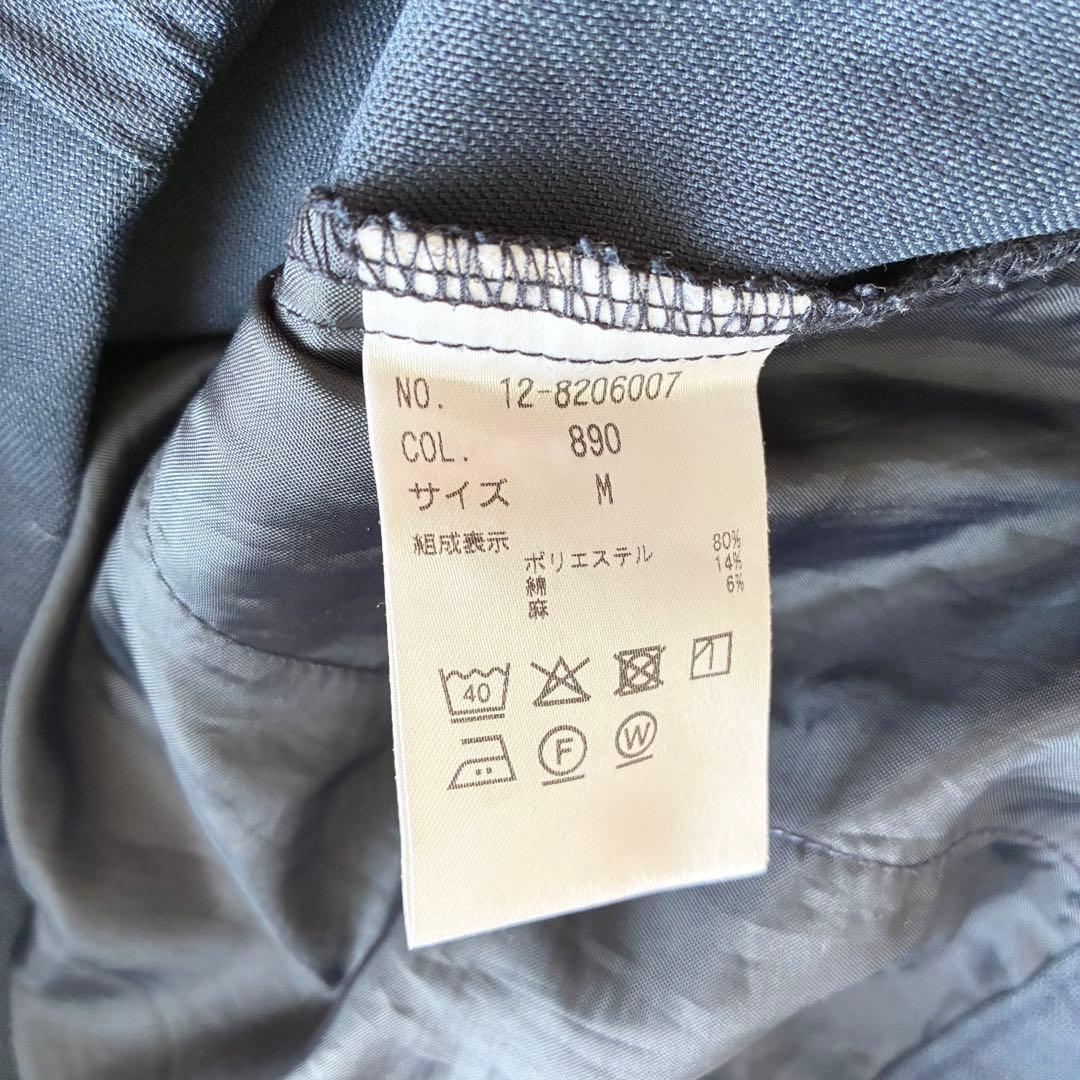 NO. 12-8206007
COL. 890
サイズ M
組成表示
ポリエステル 80%
綿 14%
麻 6%
40
F W